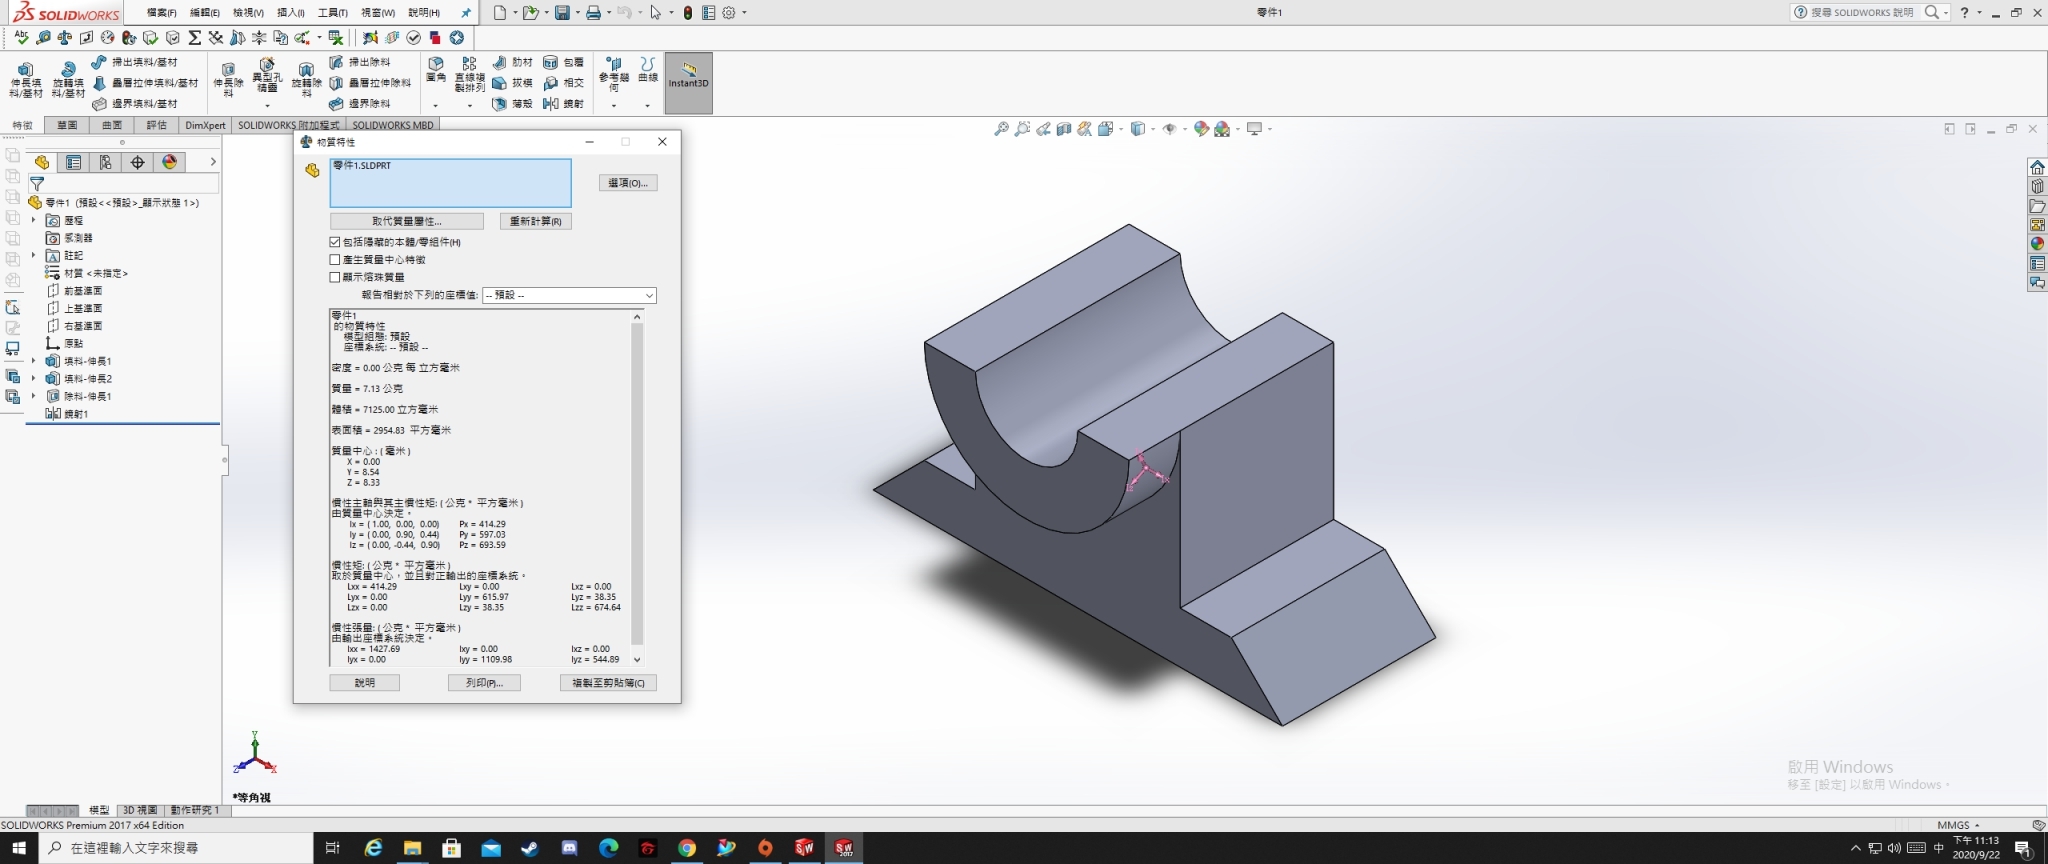 SOLIDWORKS
檔案(F) 編輯(E) 檢視(V) 插入(I) 工具(T) 視窗(W) 說明(H)
零件1
搜尋 SOLIDWORKS 說明
伸長填料/基材
旋轉填料/基材
掃出填料/基材
疊層拉伸填料/基材
邊界填料/基材
伸長除料
異型孔精靈
旋轉除料
掃出除料
疊層拉伸除料
邊界除料
圓角
直線複製排列
肋材
拔模
薄殼
包覆
相交
鏡射
參考幾何
曲線
Instant3D
特徵 草圖 曲面 評估 DimXpert SOLIDWORKS 附加程式 SOLIDWORKS MBD
零件1 (預設<<預設>_顯示狀態 1>)
歷程
感測器
註記
材質 <未指定>
前基準面
上基準面
右基準面
原點
填料-伸長1
填料-伸長2
除料-伸長1
鏡射1
物質特性
零件1.SLDPRT
選項(O)...
取代質量屬性... 重新計算(R)
包括隱藏的本體/零組件(H)
產生質量中心特徵
顯示熔珠質量
報告相對於下列的座標值: -- 預設 --
零件1
的物質特性
模型組態: 預設
座標系統: -- 預設 --
密度 = 0.00 公克 每 立方毫米
質量 = 7.13 公克
體積 = 7125.00 立方毫米
表面積 = 2954.83 平方毫米
質量中心 : ( 毫米 )
X = 0.00
Y = 8.54
Z = 8.33
慣性主軸與其主慣性矩: ( 公克 * 平方毫米 )
由質量中心決定。
Ix = ( 1.00, 0.00, 0.00) Px = 414.29
Iy = ( 0.00, 0.90, 0.44) Py = 597.03
Iz = ( 0.00, -0.44, 0.90) Pz = 693.59
慣性矩: ( 公克 * 平方毫米 )
取於質量中心，並且對正輸出的座標系統。
Lxx = 414.29 Lxy = 0.00 Lxz = 0.00
Lyx = 0.00 Lyy = 615.97 Lyz = 38.35
Lzx = 0.00 Lzy = 38.35 Lzz = 674.64
慣性張量: ( 公克 * 平方毫米 )
由輸出座標系統決定。
Ixx = 1427.69 Ixy = 0.00 Ixz = 0.00
Iyx = 0.00 Iyy = 1109.98 Iyz = 544.89
說明 列印(P)... 複製至剪貼簿(C)
Y
Z X
*等角視
啟用 Windows
移至 [設定] 以啟用 Windows。
模型 3D 視圖 動作研究 1
SOLIDWORKS Premium 2017 x64 Edition
MMGS
在這裡輸入文字來搜尋
中
下午 11:13
2020/9/22